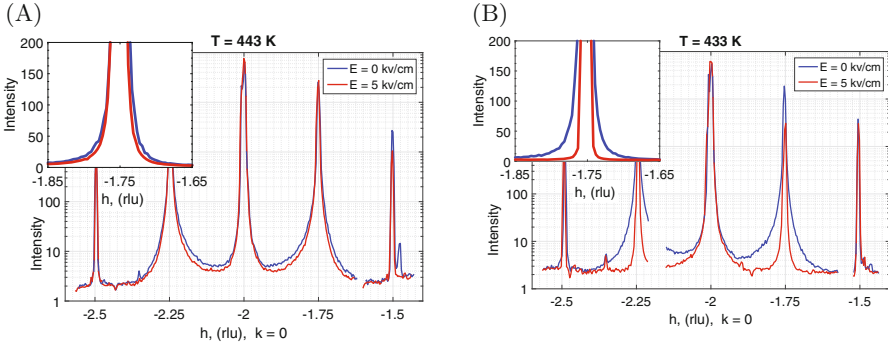 (A)
T = 443 K
200
150
100
50
0
Intensity
-1.85 -1.75 -1.65
h, (rlu)
E = 0 kv/cm
E = 5 kv/cm
100
10
1
Intensity
-2.5 -2.25 -2 -1.75 -1.5
h, (rlu), k = 0
(B)
T = 433 K
200
150
100
50
0
Intensity
-1.85 -1.75 -1.65
h, (rlu)
E = 0 kv/cm
E = 5 kv/cm
100
10
1
Intensity
-2.5 -2.25 -2 -1.75 -1.5
h, (rlu), k = 0